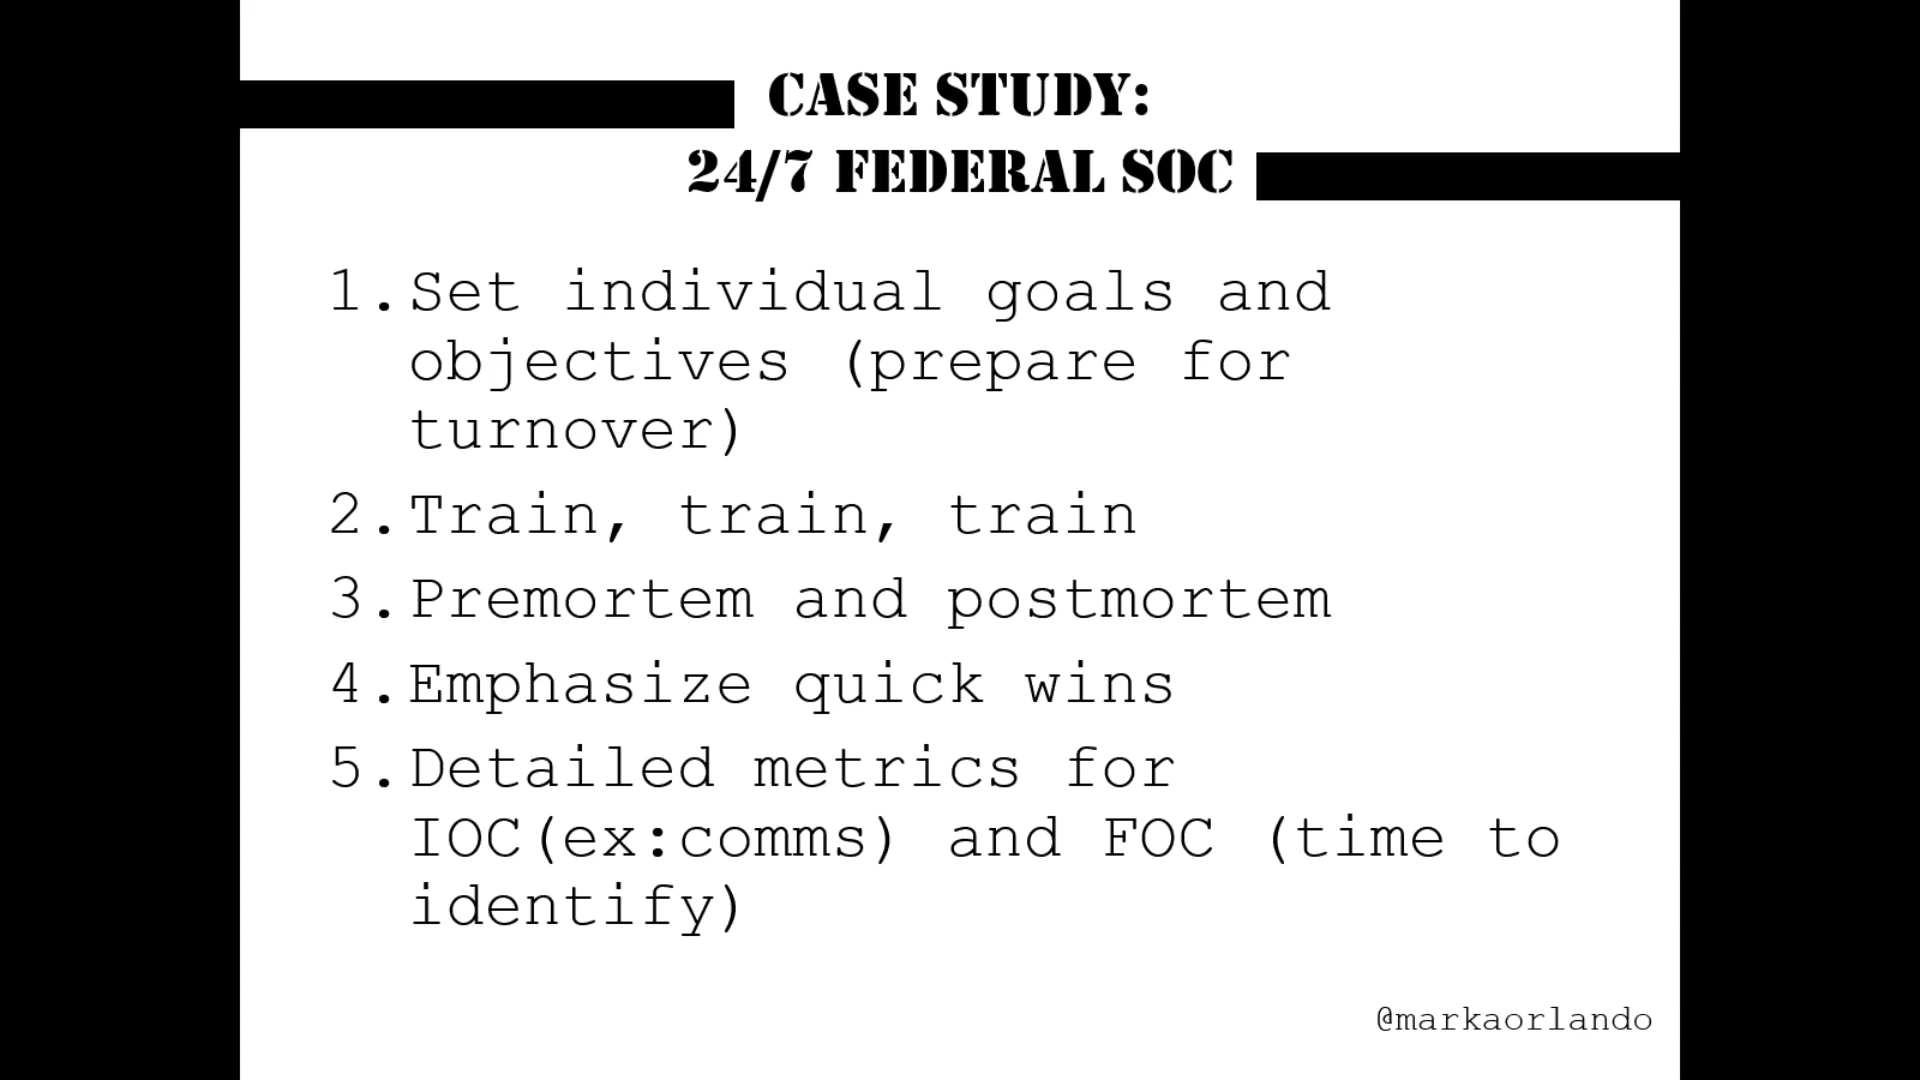 CASE STUDY:
24/7 FEDERAL SOC
1. Set individual goals and
objectives (prepare for
turnover)
2. Train, train, train
3. Premortem and postmortem
4. Emphasize quick wins
5. Detailed metrics for
IOC(ex:comms) and FOC (time to
identify)
@markaorlando